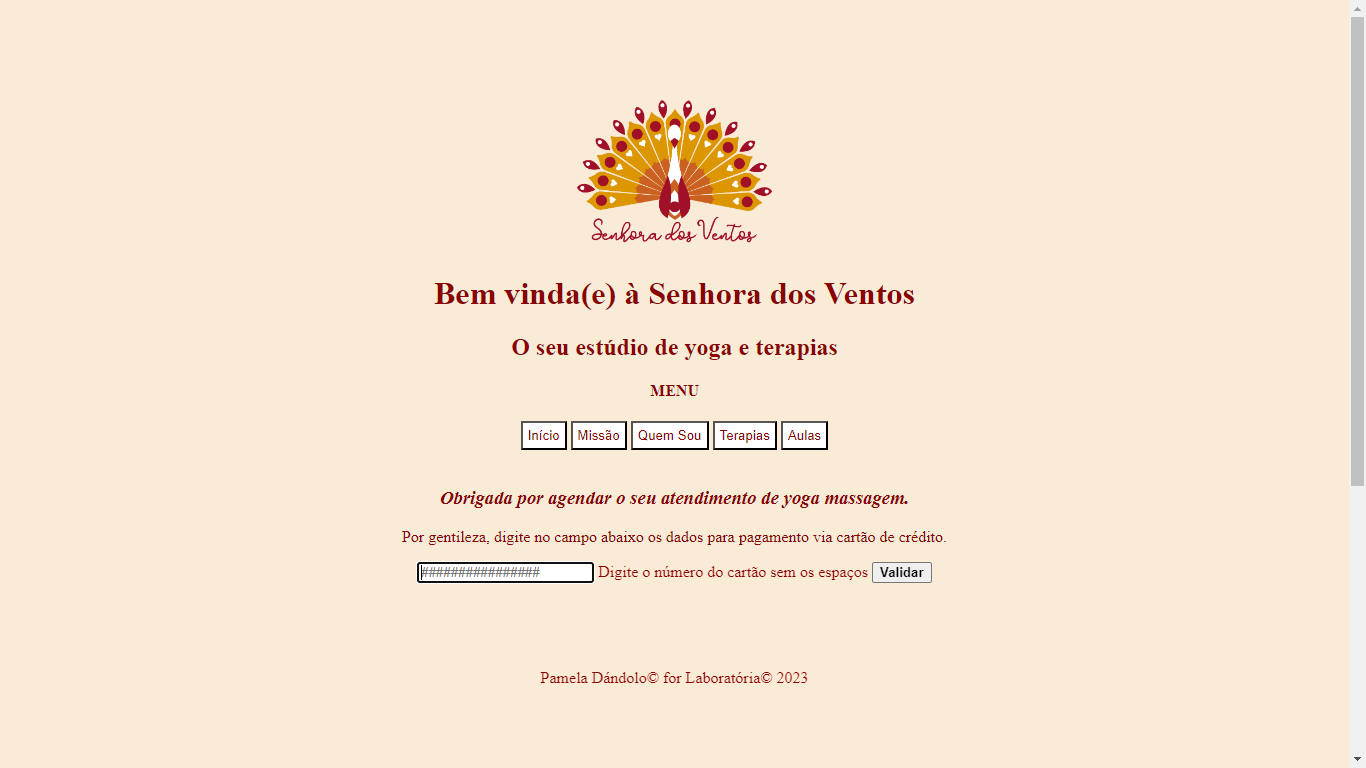 Senhora dos Ventos
Bem vinda(e) à Senhora dos Ventos
O seu estúdio de yoga e terapias
MENU
Início Missão Quem Sou Terapias Aulas
Obrigada por agendar o seu atendimento de yoga massagem.
Por gentileza, digite no campo abaixo os dados para pagamento via cartão de crédito.
################ Digite o número do cartão sem os espaços Validar
Pamela Dándolo© for Laboratória© 2023